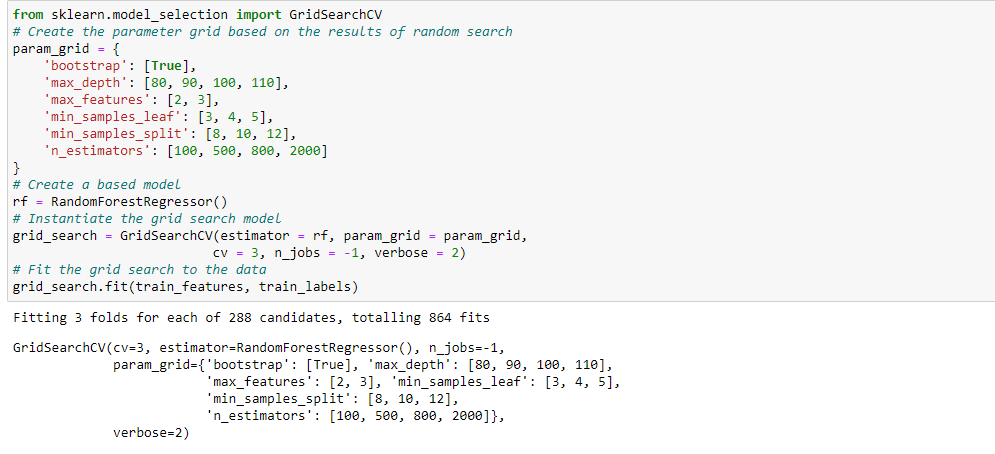 from sklearn.model_selection import GridSearchCV
# Create the parameter grid based on the results of random search
param_grid = {
    'bootstrap': [True],
    'max_depth': [80, 90, 100, 110],
    'max_features': [2, 3],
    'min_samples_leaf': [3, 4, 5],
    'min_samples_split': [8, 10, 12],
    'n_estimators': [100, 500, 800, 2000]
}
# Create a based model
rf = RandomForestRegressor()
# Instantiate the grid search model
grid_search = GridSearchCV(estimator = rf, param_grid = param_grid,
                          cv = 3, n_jobs = -1, verbose = 2)
# Fit the grid search to the data
grid_search.fit(train_features, train_labels)
Fitting 3 folds for each of 288 candidates, totalling 864 fits
GridSearchCV(cv=3, estimator=RandomForestRegressor(), n_jobs=-1,
             param_grid={'bootstrap': [True], 'max_depth': [80, 90, 100, 110],
                         'max_features': [2, 3], 'min_samples_leaf': [3, 4, 5],
                         'min_samples_split': [8, 10, 12],
                         'n_estimators': [100, 500, 800, 2000]},
             verbose=2)